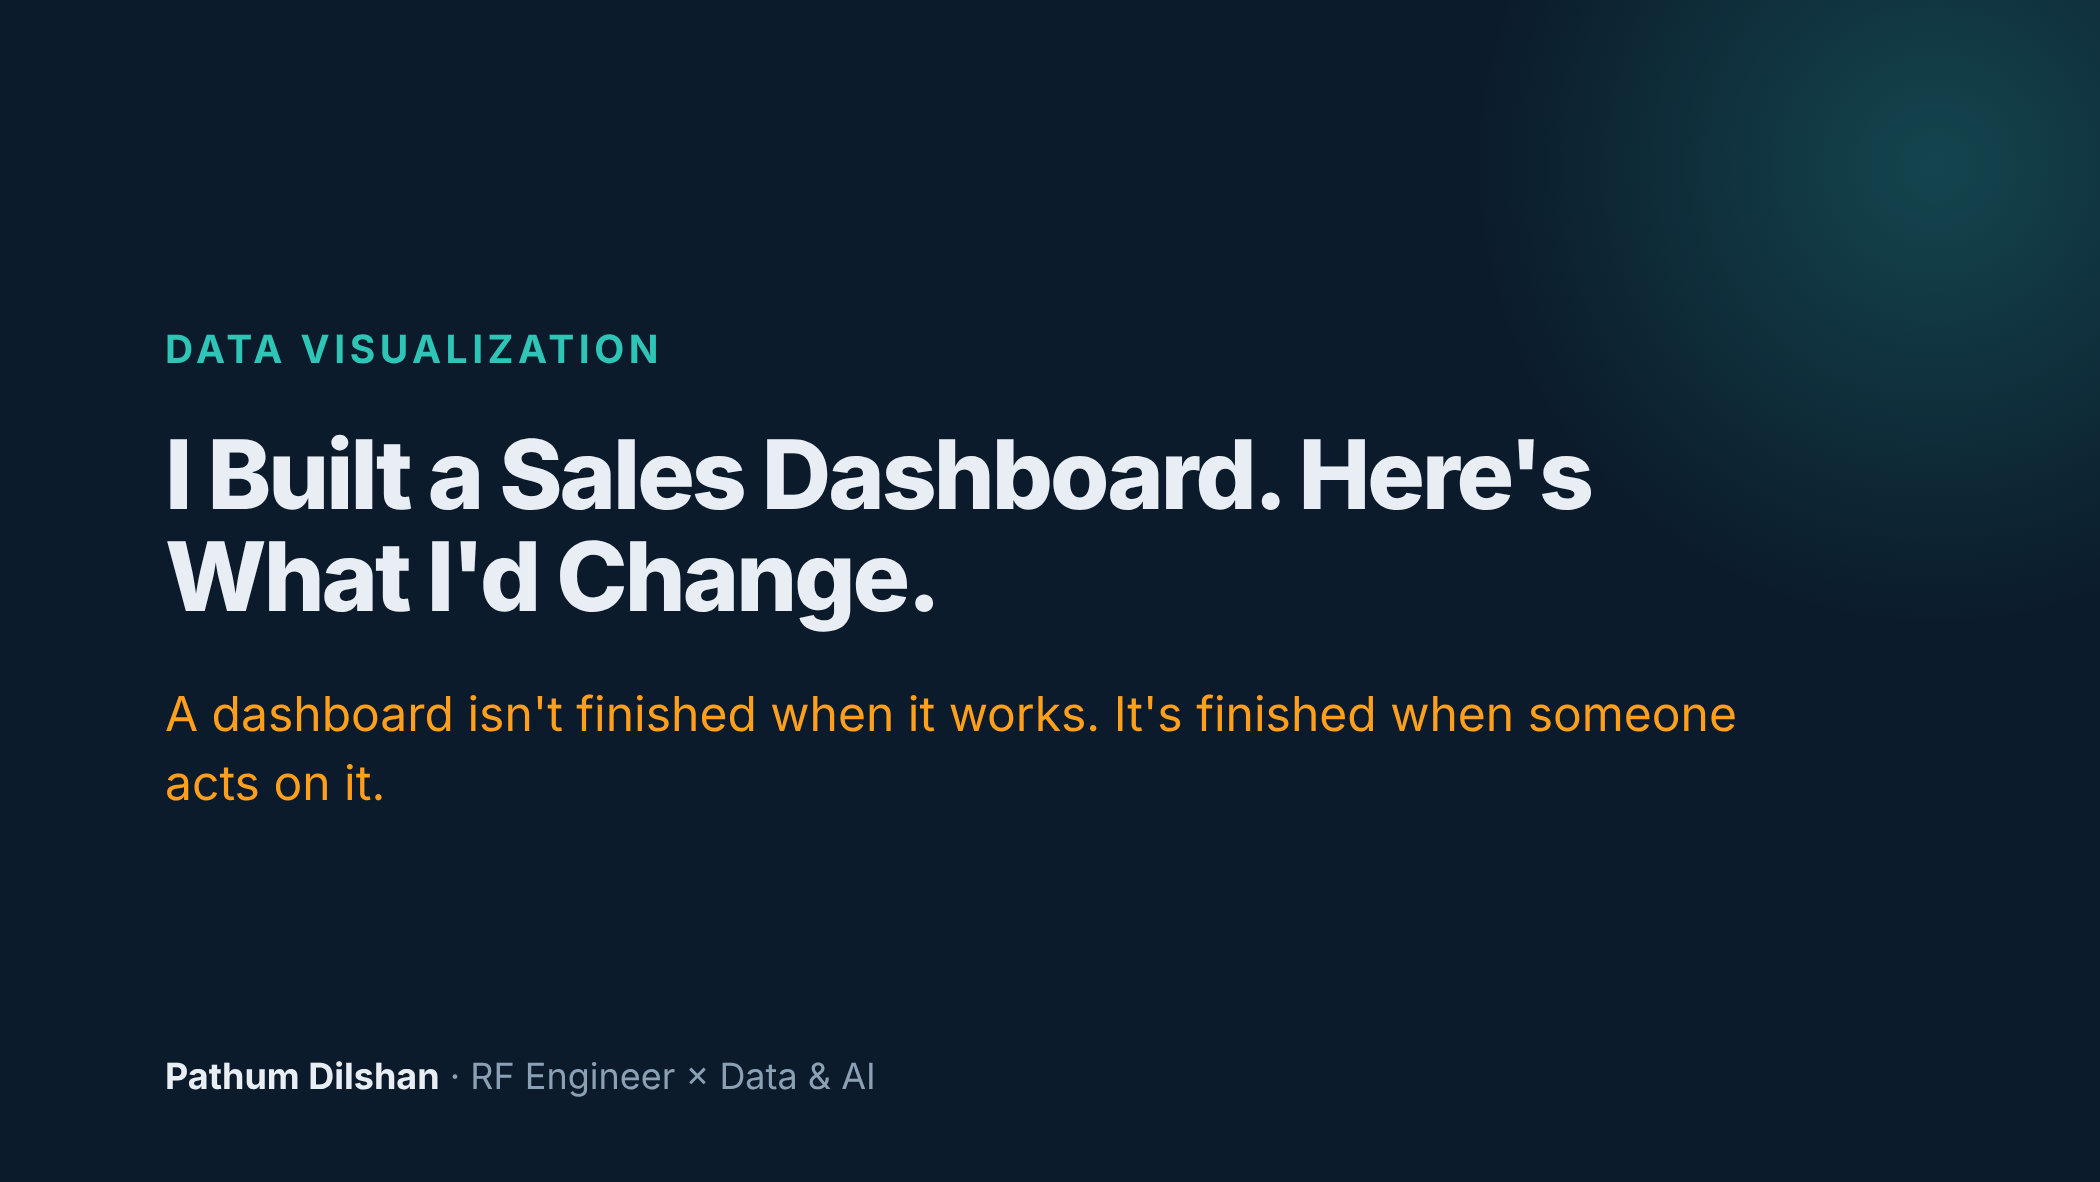 DATA VISUALIZATION
I Built a Sales Dashboard. Here's
What I'd Change.
A dashboard isn't finished when it works. It's finished when someone
acts on it.
Pathum Dilshan · RF Engineer × Data & AI